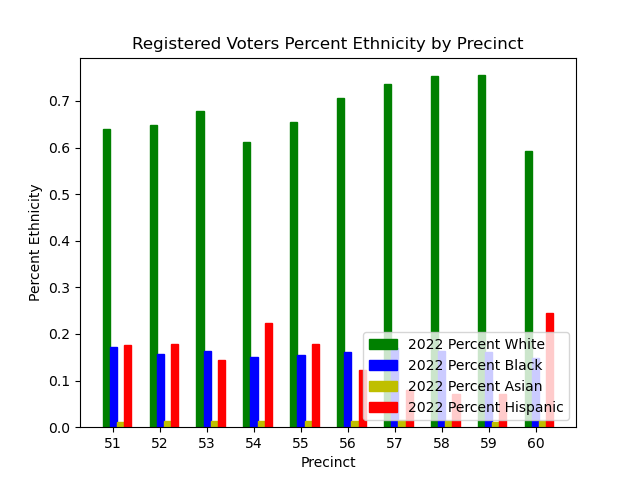 Registered Voters Percent Ethnicity by Precinct
Percent Ethnicity
0.7
0.6
0.5
0.4
0.3
0.2
0.1
0.0
2022 Percent White
2022 Percent Black
2022 Percent Asian
2022 Percent Hispanic
51 52 53 54 55 56 57 58 59 60
Precinct